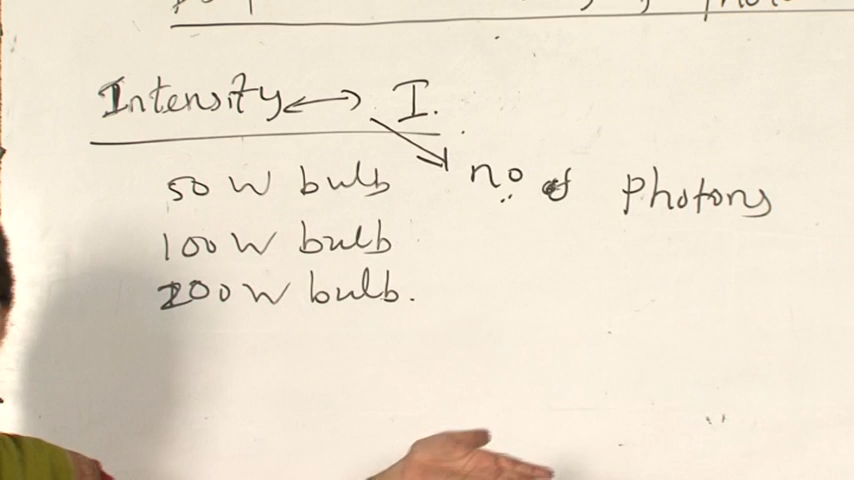 Intensity ↔ I.
no. of photons
50 W bulb
100 W bulb
200 W bulb.